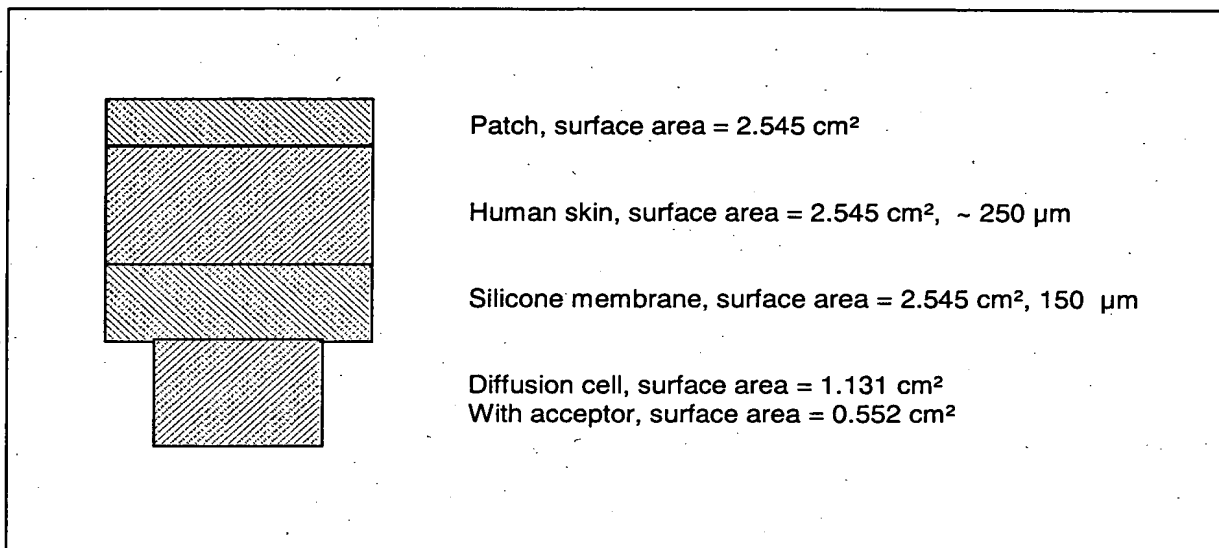 Patch, surface area = 2.545 cm²
Human skin, surface area = 2.545 cm², ~ 250 µm
Silicone membrane, surface area = 2.545 cm², 150 µm
Diffusion cell, surface area = 1.131 cm²
With acceptor, surface area = 0.552 cm²